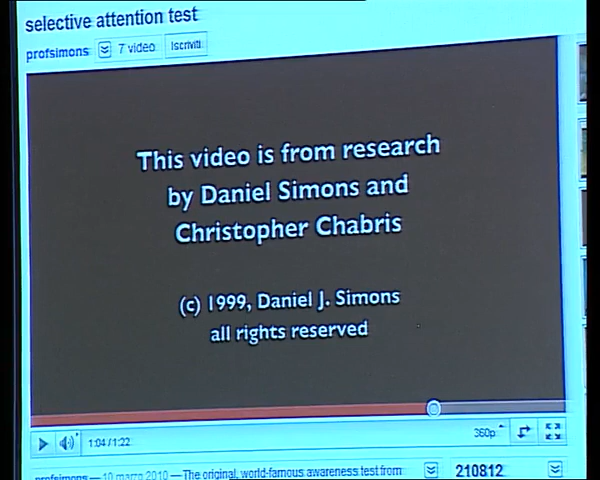 selective attention test
profsimons 7 video Iscriviti
This video is from research
by Daniel Simons and
Christopher Chabris
(c) 1999, Daniel J. Simons
all rights reserved
1:04 / 1:22 360p
profsimons — 10 marzo 2010 — The original, world-famous awareness test from 210812